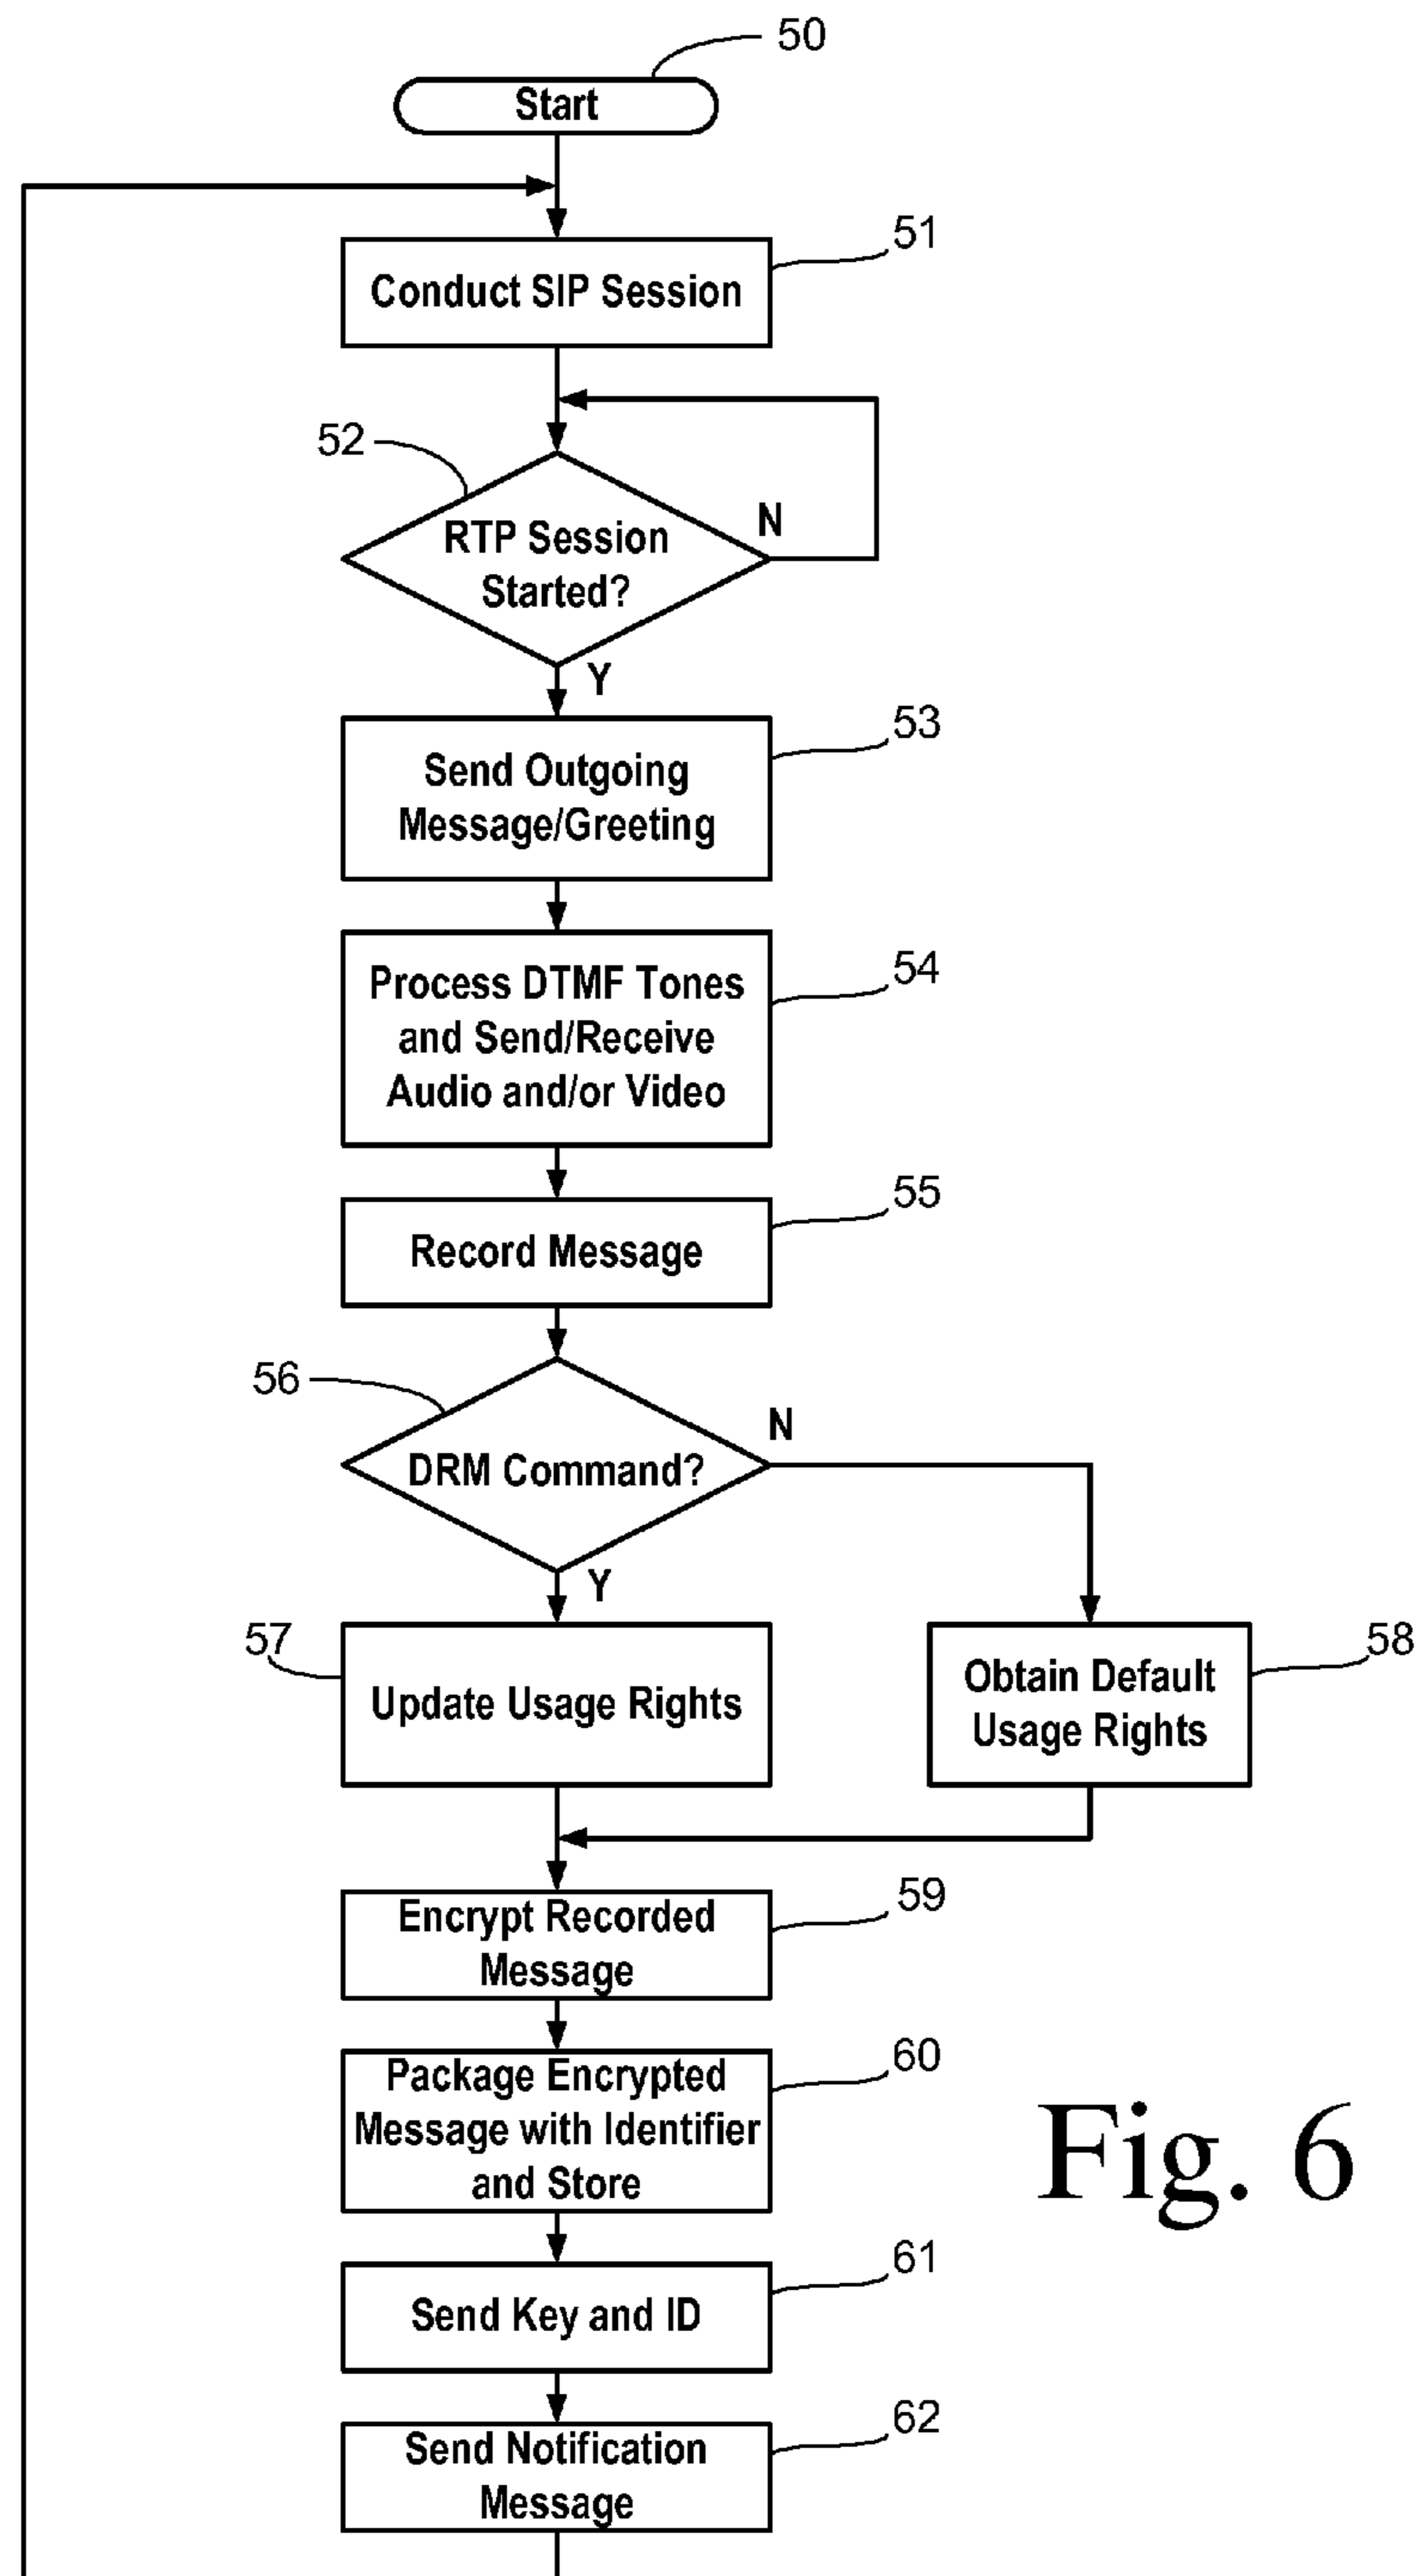 50
Start
51
Conduct SIP Session
52
RTP Session
Started?
N
Y
53
Send Outgoing
Message/Greeting
54
Process DTMF Tones
and Send/Receive
Audio and/or Video
55
Record Message
56
DRM Command?
N
Y
57
Update Usage Rights
58
Obtain Default
Usage Rights
59
Encrypt Recorded
Message
60
Package Encrypted
Message with Identifier
and Store
Fig. 6
61
Send Key and ID
62
Send Notification
Message